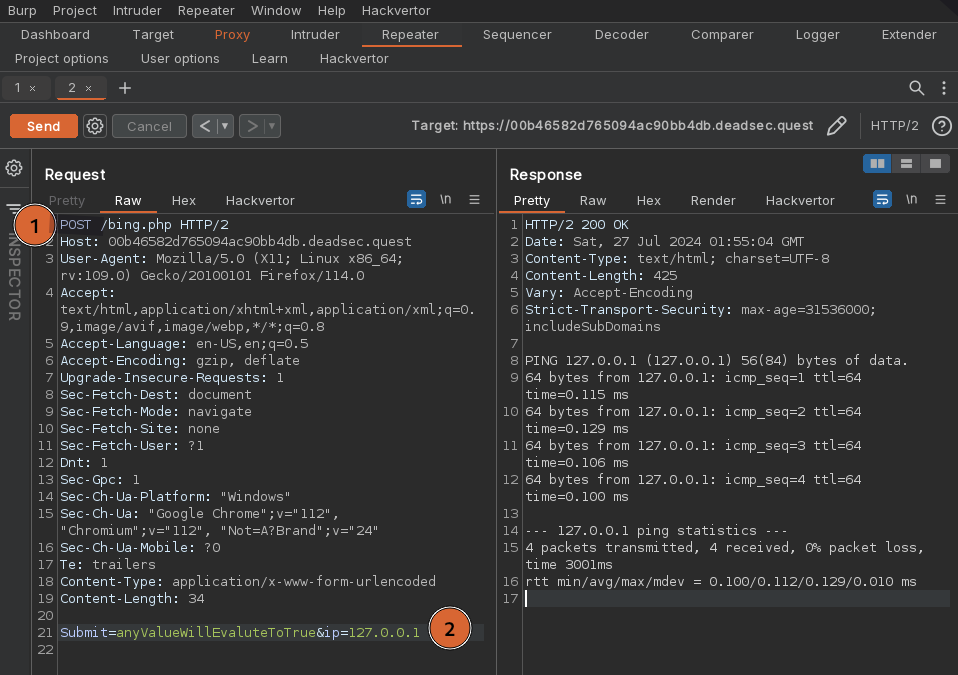 Burp Project Intruder Repeater Window Help Hackvertor
Dashboard Target Proxy Intruder Repeater Sequencer Decoder Comparer Logger Extender
Project options User options Learn Hackvertor
1 × 2 × +
Send Cancel < > Target: https://00b46582d765094ac90bb4db.deadsec.quest HTTP/2 ?
Request
Pretty Raw Hex Hackvertor \n
INSPECTOR
1
POST /bing.php HTTP/2
2 Host: 00b46582d765094ac90bb4db.deadsec.quest
3 User-Agent: Mozilla/5.0 (X11; Linux x86_64;
rv:109.0) Gecko/20100101 Firefox/114.0
4 Accept:
text/html,application/xhtml+xml,application/xml;q=0.
9,image/avif,image/webp,*/*;q=0.8
5 Accept-Language: en-US,en;q=0.5
6 Accept-Encoding: gzip, deflate
7 Upgrade-Insecure-Requests: 1
8 Sec-Fetch-Dest: document
9 Sec-Fetch-Mode: navigate
10 Sec-Fetch-Site: none
11 Sec-Fetch-User: ?1
12 Dnt: 1
13 Sec-Gpc: 1
14 Sec-Ch-Ua-Platform: "Windows"
15 Sec-Ch-Ua: "Google Chrome";v="112",
"Chromium";v="112", "Not=A?Brand";v="24"
16 Sec-Ch-Ua-Mobile: ?0
17 Te: trailers
18 Content-Type: application/x-www-form-urlencoded
19 Content-Length: 34
20
21 Submit=anyValueWillEvaluteToTrue&ip=127.0.0.1
2
22
Response
Pretty Raw Hex Render Hackvertor \n
1 HTTP/2 200 OK
2 Date: Sat, 27 Jul 2024 01:55:04 GMT
3 Content-Type: text/html; charset=UTF-8
4 Content-Length: 425
5 Vary: Accept-Encoding
6 Strict-Transport-Security: max-age=31536000;
includeSubDomains
7
8 PING 127.0.0.1 (127.0.0.1) 56(84) bytes of data.
9 64 bytes from 127.0.0.1: icmp_seq=1 ttl=64
time=0.115 ms
10 64 bytes from 127.0.0.1: icmp_seq=2 ttl=64
time=0.129 ms
11 64 bytes from 127.0.0.1: icmp_seq=3 ttl=64
time=0.106 ms
12 64 bytes from 127.0.0.1: icmp_seq=4 ttl=64
time=0.100 ms
13
14 --- 127.0.0.1 ping statistics ---
15 4 packets transmitted, 4 received, 0% packet loss,
time 3001ms
16 rtt min/avg/max/mdev = 0.100/0.112/0.129/0.010 ms
17